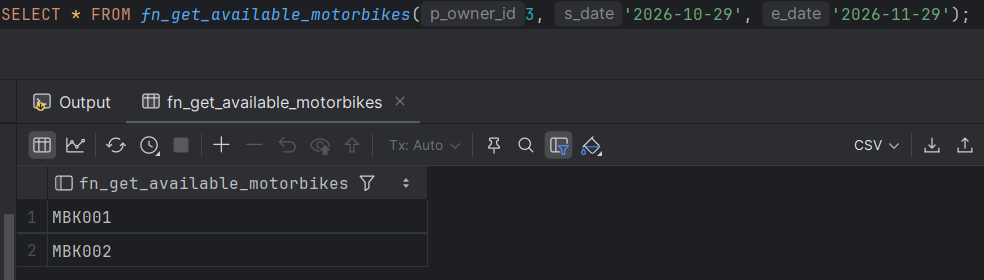 SELECT * FROM fn_get_available_motorbikes( p_owner_id 3, s_date '2026-10-29', e_date '2026-11-29');
Output fn_get_available_motorbikes ×
Tx: Auto CSV
fn_get_available_motorbikes
1 MBK001
2 MBK002